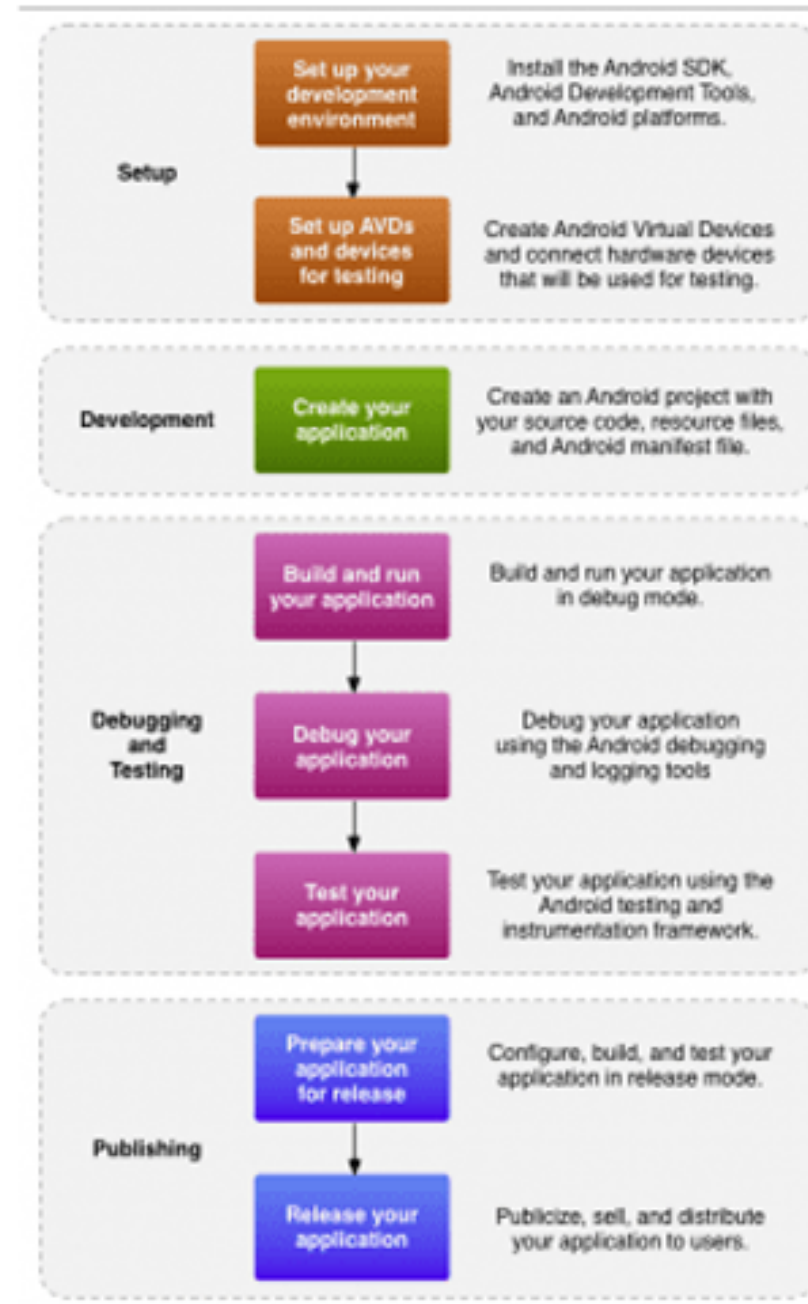 Setup
Set up your
development
environment
Install the Android SDK,
Android Development Tools,
and Android platforms.
Set up AVDs
and devices
for testing
Create Android Virtual Devices
and connect hardware devices
that will be used for testing.
Development
Create your
application
Create an Android project with
your source code, resource files,
and Android manifest file.
Debugging
and
Testing
Build and run
your application
Build and run your application
in debug mode.
Debug your
application
Debug your application
using the Android debugging
and logging tools
Test your
application
Test your application using the
Android testing and
instrumentation framework.
Publishing
Prepare your
application
for release
Configure, build, and test your
application in release mode.
Release your
application
Publicize, sell, and distribute
your application to users.